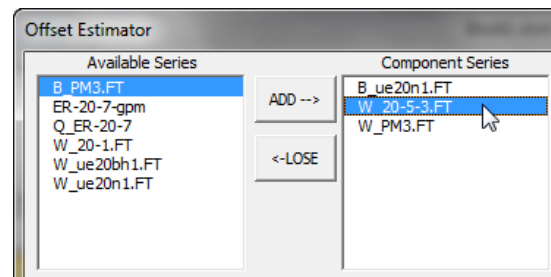 Offset Estimator
Available Series
Component Series
B_PM3.FT
ER-20-7-gpm
Q_ER-20-7
W_20-1.FT
W_ue20bh1.FT
W_ue20n1.FT
ADD -->
<-LOSE
B_ue20n1.FT
W_20-5-3.FT
W_PM3.FT